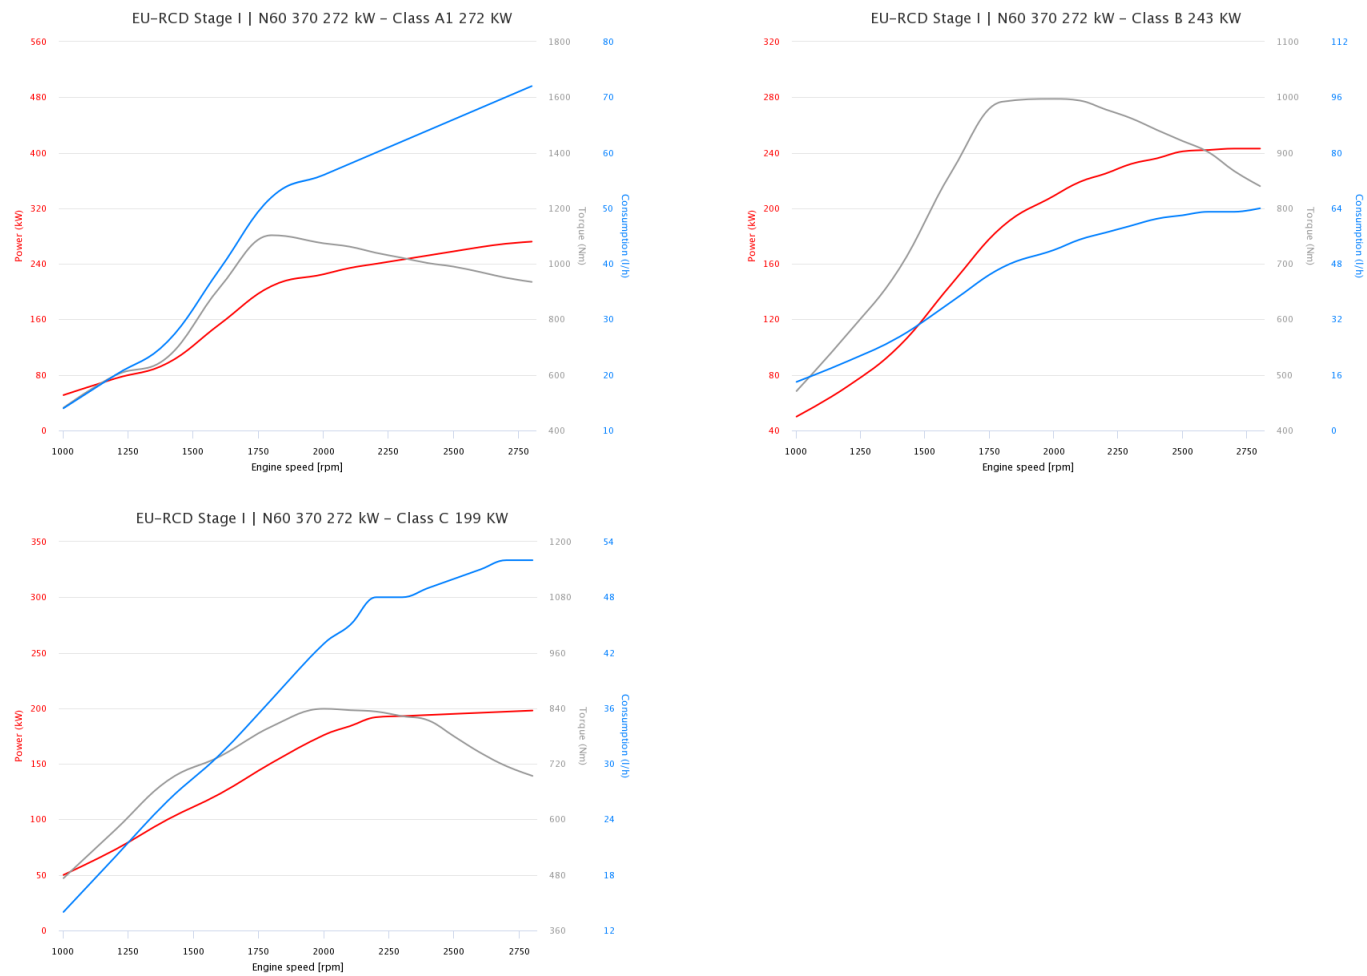 EU-RCD Stage I | N60 370 272 kW - Class A1 272 KW
560 1800 80
480 1600 70
400 1400 60
320 1200 50
240 1000 40
160 800 30
80 600 20
0 400 10
Power (kW)
Torque (Nm)
Consumption (l/h)
1000 1250 1500 1750 2000 2250 2500 2750
Engine speed [rpm]
EU-RCD Stage I | N60 370 272 kW - Class B 243 KW
320 1100 112
280 1000 96
240 900 80
200 800 64
160 700 48
120 600 32
80 500 16
40 400 0
Power (kW)
Torque (Nm)
Consumption (l/h)
1000 1250 1500 1750 2000 2250 2500 2750
Engine speed [rpm]
EU-RCD Stage I | N60 370 272 kW - Class C 199 KW
350 1200 54
300 1080 48
250 960 42
200 840 36
150 720 30
100 600 24
50 480 18
0 360 12
Power (kW)
Torque (Nm)
Consumption (l/h)
1000 1250 1500 1750 2000 2250 2500 2750
Engine speed [rpm]